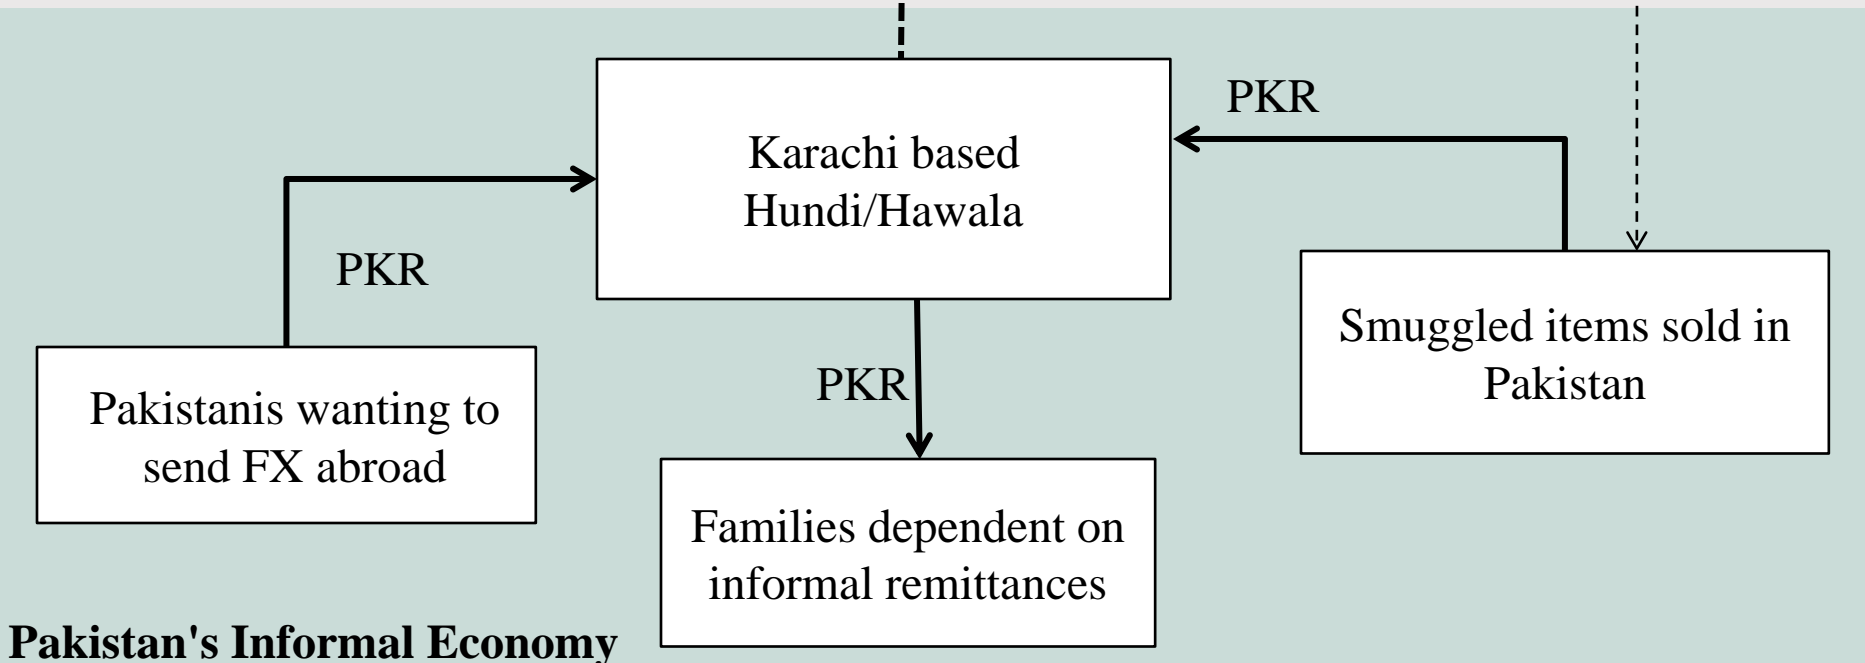 PKR
Karachi based
Hundi/Hawala
PKR
Smuggled items sold in
Pakistan
PKR
Pakistanis wanting to
send FX abroad
Families dependent on
informal remittances
Pakistan's Informal Economy